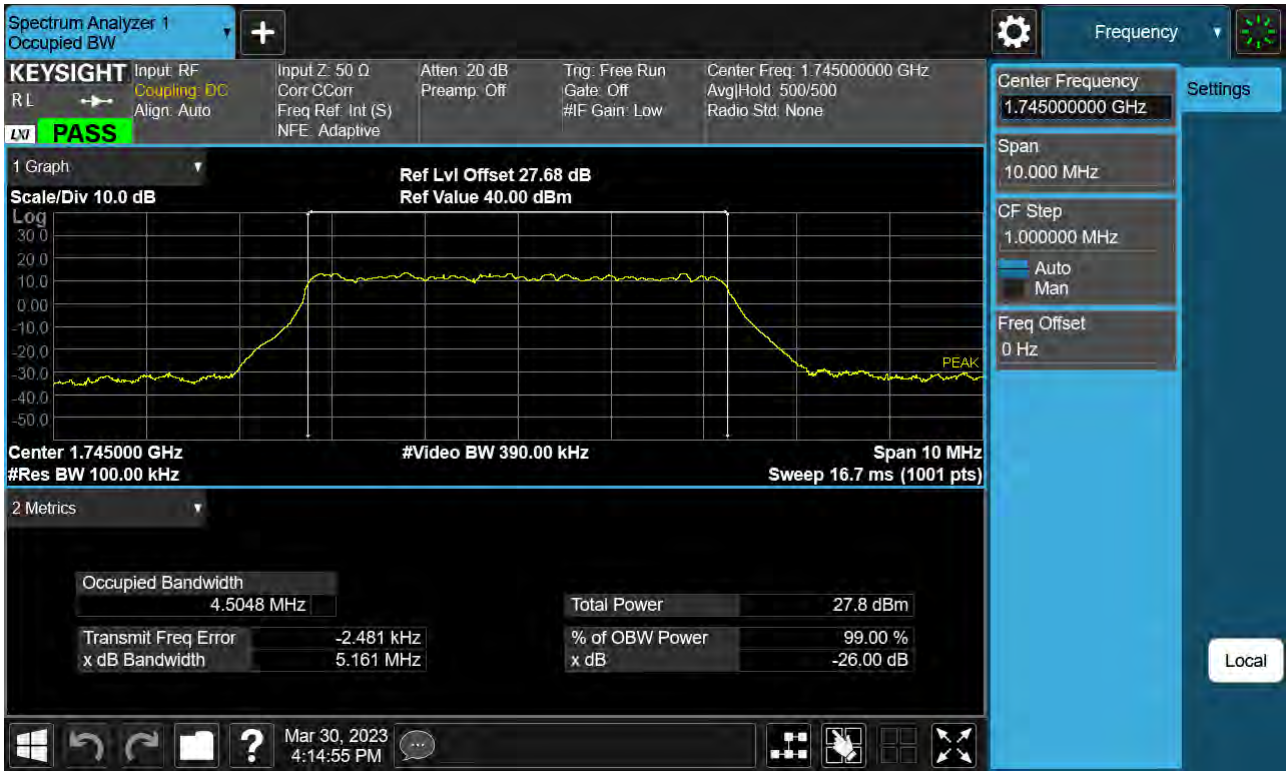 Spectrum Analyzer 1
Occupied BW
Frequency
KEYSIGHT
R L
LXI
PASS
Input: RF
Coupling: DC
Align: Auto
Input Z: 50 Ω
Corr CCorr
Freq Ref: Int (S)
NFE: Adaptive
Atten: 20 dB
Preamp: Off
Trig: Free Run
Gate: Off
#IF Gain: Low
Center Freq: 1.745000000 GHz
Avg|Hold: 500/500
Radio Std: None
Center Frequency
1.745000000 GHz
Settings
Span
10.000 MHz
CF Step
1.000000 MHz
Auto
Man
Freq Offset
0 Hz
Local
1 Graph
Scale/Div 10.0 dB
Ref Lvl Offset 27.68 dB
Ref Value 40.00 dBm
Log
30.0
20.0
10.0
0.00
-10.0
-20.0
-30.0
-40.0
-50.0
PEAK
Center 1.745000 GHz
#Video BW 390.00 kHz
Span 10 MHz
#Res BW 100.00 kHz
Sweep 16.7 ms (1001 pts)
2 Metrics
Occupied Bandwidth
4.5048 MHz
Total Power 27.8 dBm
Transmit Freq Error -2.481 kHz
% of OBW Power 99.00 %
x dB Bandwidth 5.161 MHz
x dB -26.00 dB
?
Mar 30, 2023
4:14:55 PM